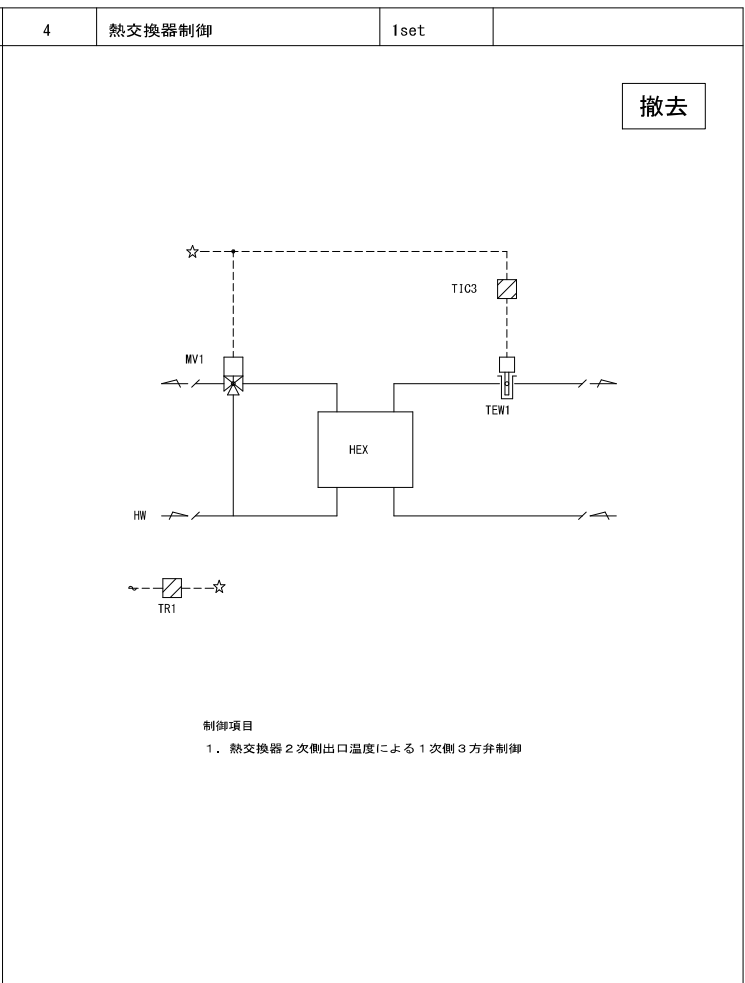 4 熱交換器制御 1set
撤去
TIC3
MV1
TEW1
HEX
HW
TR1
制御項目
１．熱交換器２次側出口温度による１次側３方弁制御